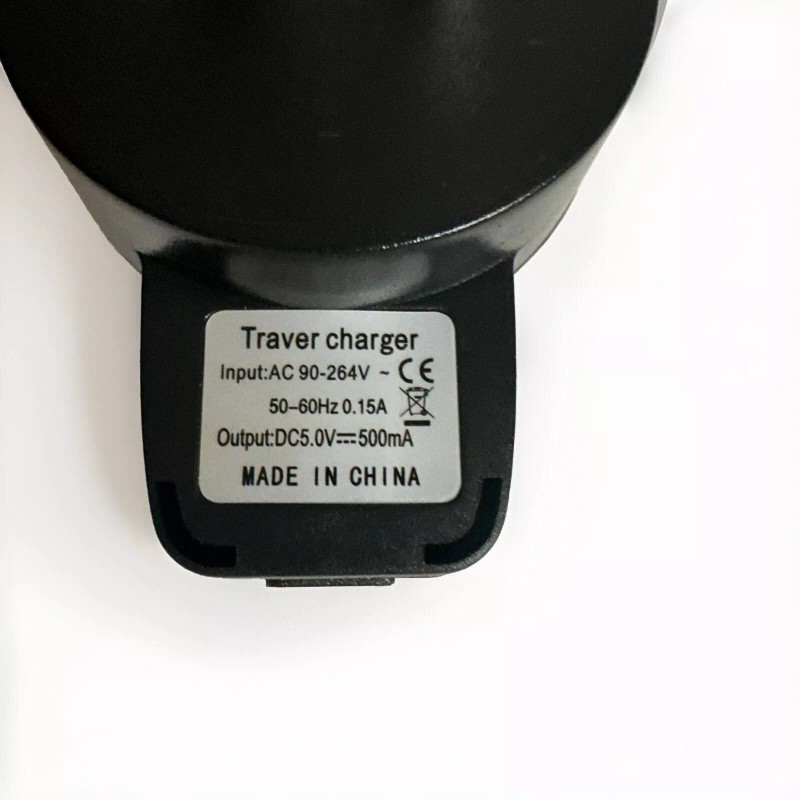 Traver charger
Input:AC 90-264V ~ CE
50-60Hz 0.15A
Output:DC5.0V⎓500mA
MADE IN CHINA